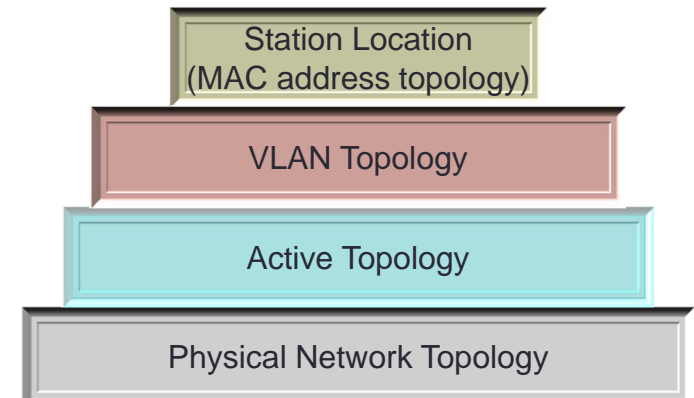 Station Location
(MAC address topology)
VLAN Topology
Active Topology
Physical Network Topology